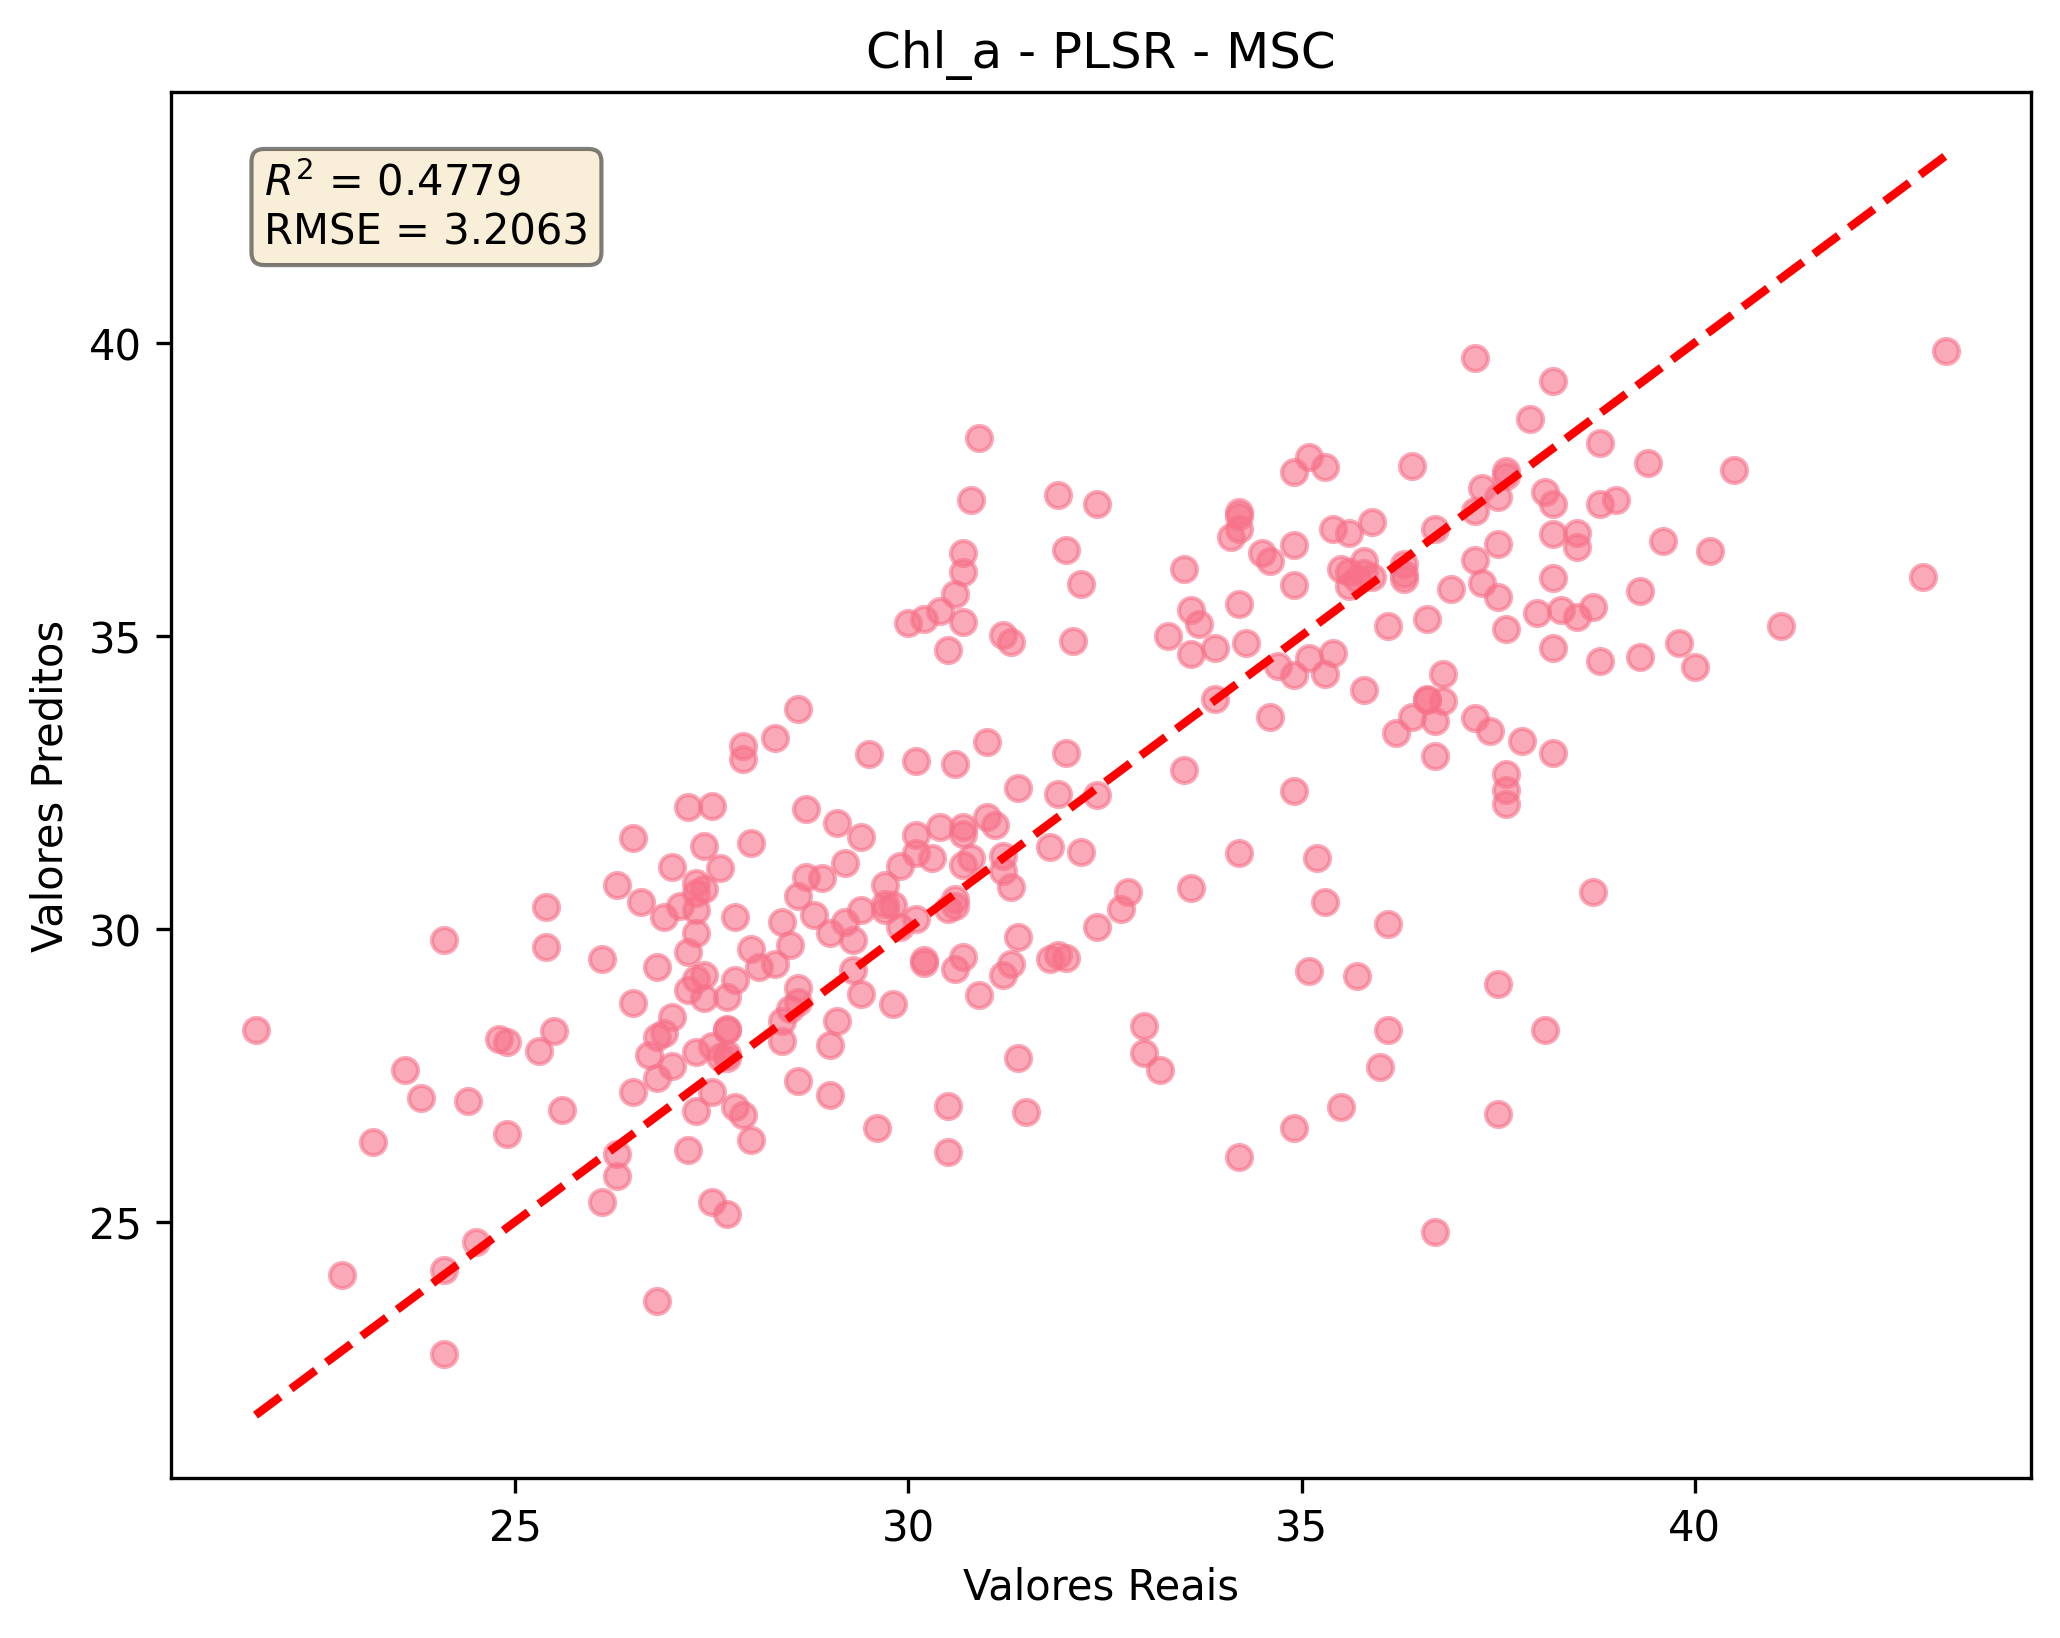 Chl_a - PLSR - MSC
R² = 0.4779
RMSE = 3.2063
40
35
30
25
Valores Preditos
25 30 35 40
Valores Reais